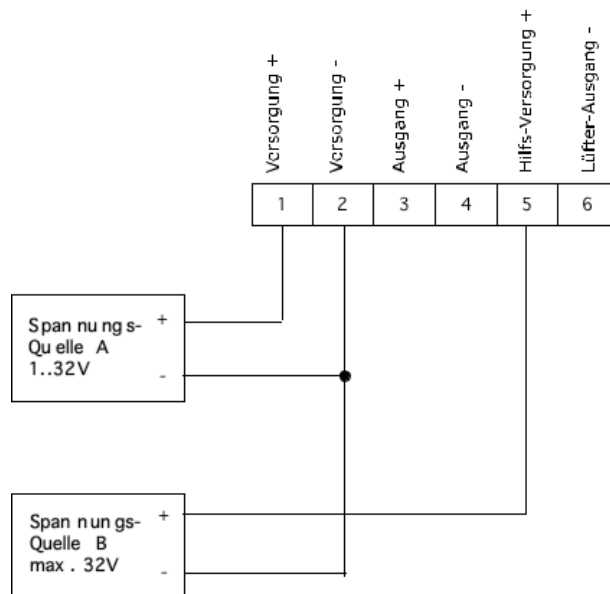 Versorgung +
Versorgung -
Ausgang +
Ausgang -
Hilfs-Versorgung +
Lüfter-Ausgang -
1 2 3 4 5 6
Spannungs- +
Quelle A
1..32V
-
Spannungs- +
Quelle B
max. 32V
-